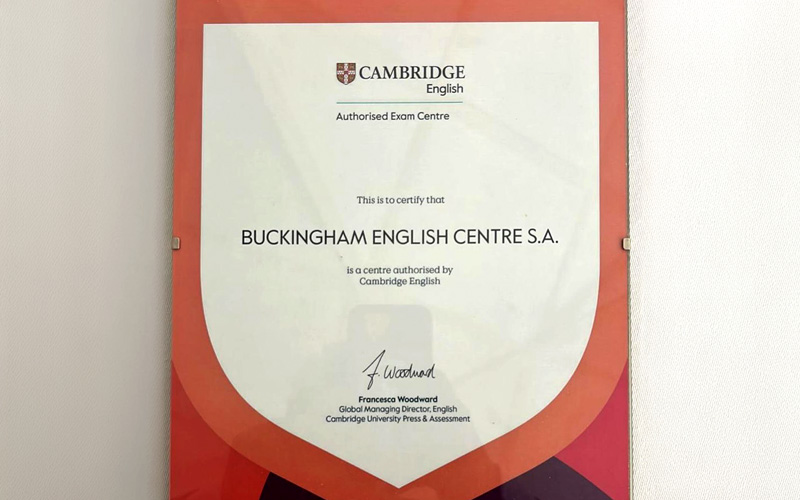 CAMBRIDGE
English
Authorised Exam Centre
This is to certify that
BUCKINGHAM ENGLISH CENTRE S.A.
is a centre authorised by
Cambridge English
F. Woodward
Francesca Woodward
Global Managing Director, English
Cambridge University Press & Assessment